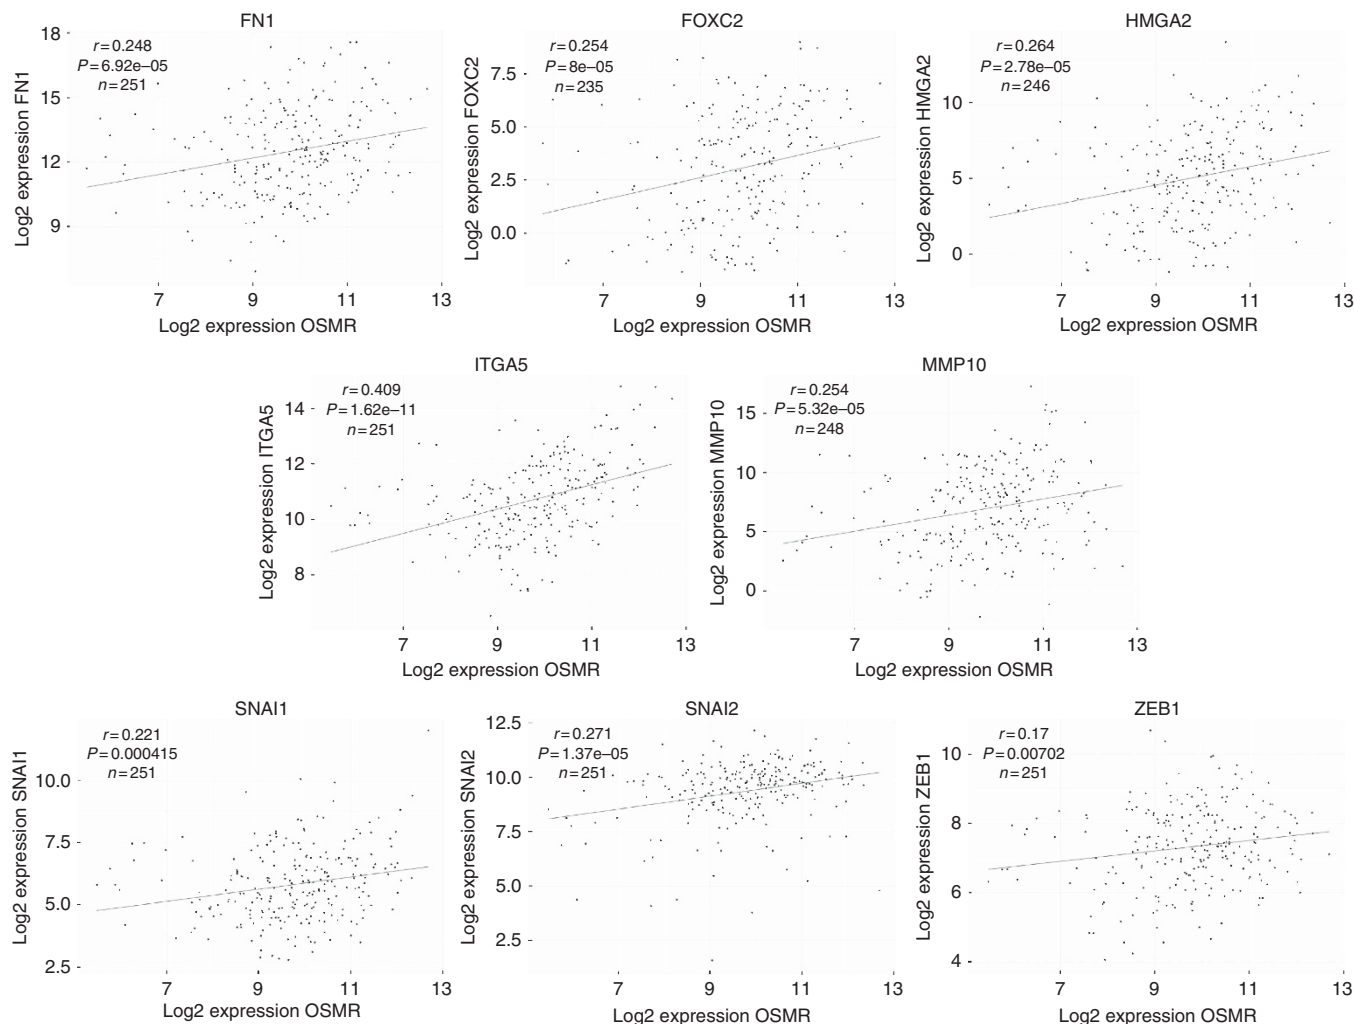 FN1
r=0.248
P=6.92e–05
n=251
18
15
12
9
Log2 expression FN1
7
9
11
13
Log2 expression OSMR
FOXC2
r=0.254
P=8e–05
n=235
7.5
5.0
2.5
0.0
Log2 expression FOXC2
7
9
11
13
Log2 expression OSMR
HMGA2
r=0.264
P=2.78e–05
n=246
10
5
0
Log2 expression HMGA2
7
9
11
13
Log2 expression OSMR
ITGA5
r=0.409
P=1.62e–11
n=251
14
12
10
8
Log2 expression ITGA5
7
9
11
13
Log2 expression OSMR
MMP10
r=0.254
P=5.32e–05
n=248
15
10
5
0
Log2 expression MMP10
7
9
11
13
Log2 expression OSMR
SNAI1
r=0.221
P=0.000415
n=251
10.0
7.5
5.0
2.5
Log2 expression SNAI1
7
9
11
13
Log2 expression OSMR
SNAI2
r=0.271
P=1.37e–05
n=251
12.5
10.0
7.5
5.0
2.5
Log2 expression SNAI2
7
9
11
13
Log2 expression OSMR
ZEB1
r=0.17
P=0.00702
n=251
10
8
6
4
Log2 expression ZEB1
7
9
11
13
Log2 expression OSMR